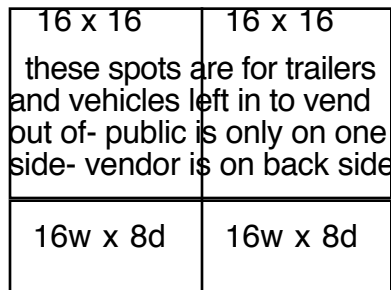 16 x 16 16 x 16
these spots are for trailers
and vehicles left in to vend
out of- public is only on one
side- vendor is on back side
16w x 8d 16w x 8d